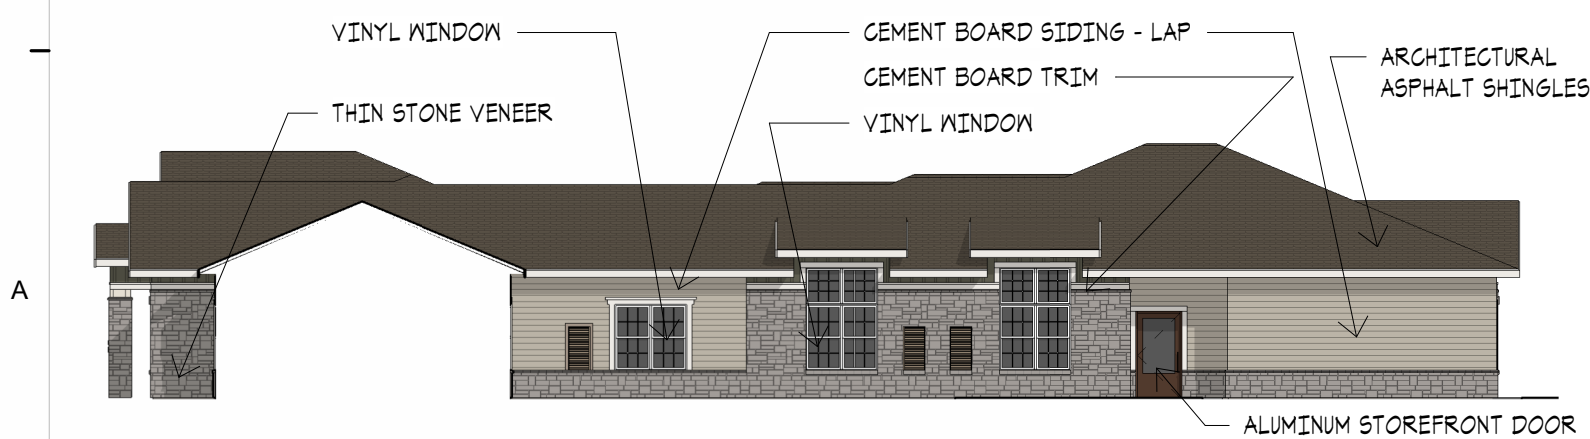 VINYL WINDOW
CEMENT BOARD SIDING - LAP
ARCHITECTURAL
ASPHALT SHINGLES
CEMENT BOARD TRIM
THIN STONE VENEER
VINYL WINDOW
A
ALUMINUM STOREFRONT DOOR